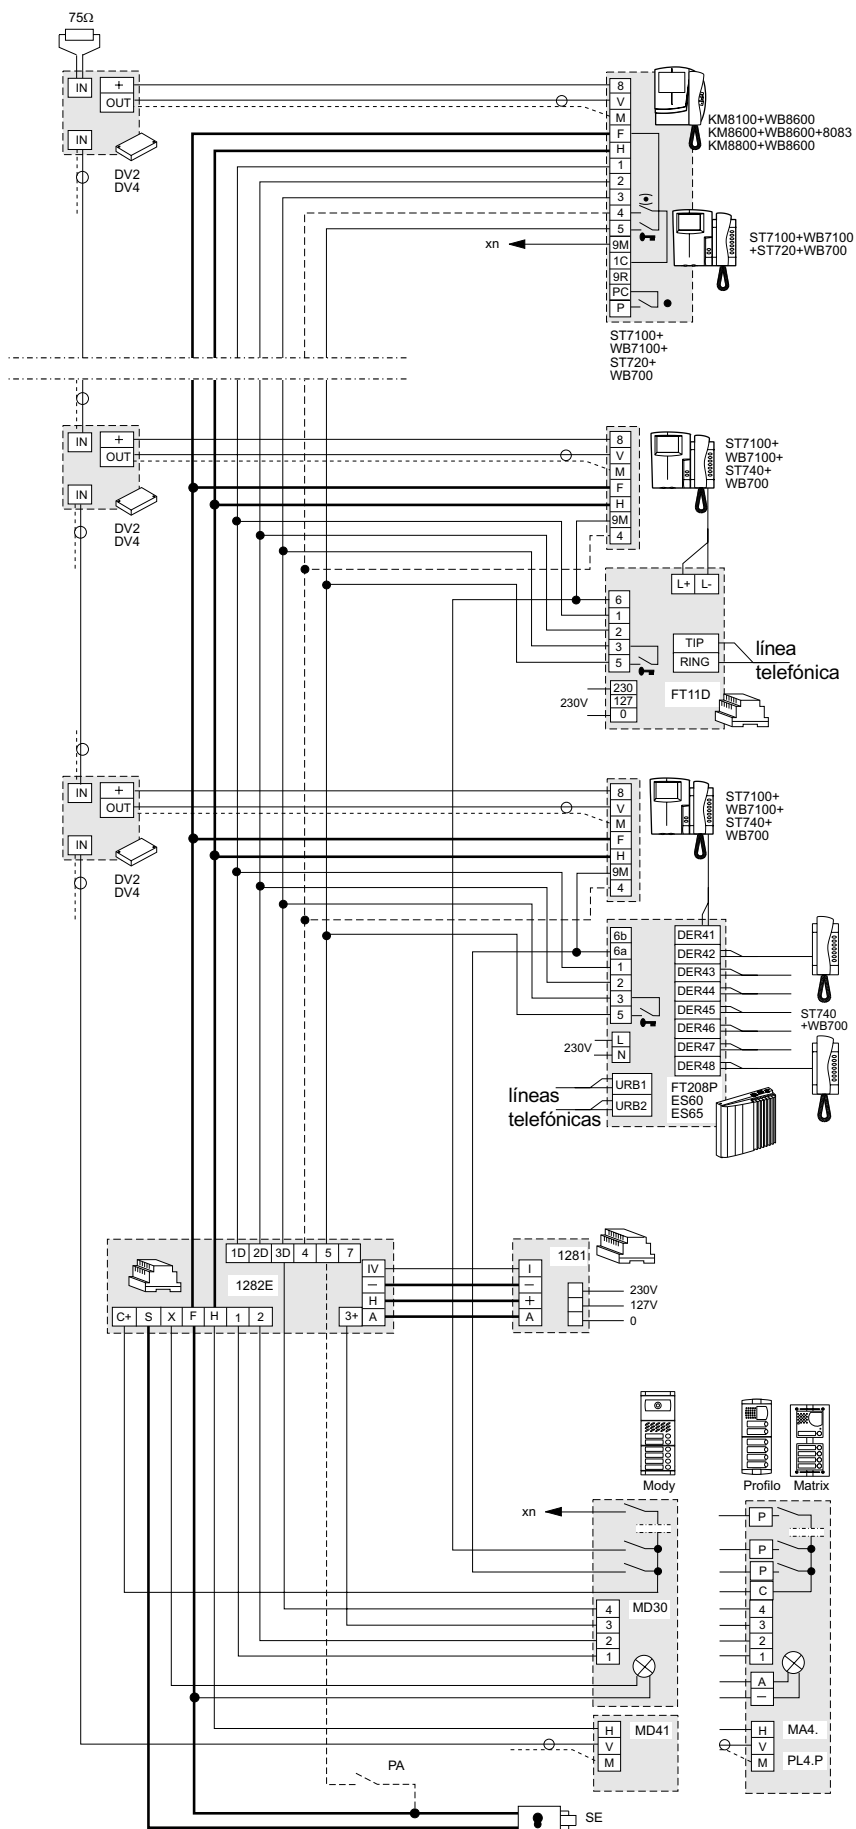 75Ω
IN
+
OUT
IN
DV2
DV4
8
V
M
F
H
1
2
3
4
5
9M
1C
9R
PC
P
xn
KM8100+WB8600
KM8600+WB8600+8083
KM8800+WB8600
ST7100+WB7100
+ST720+WB700
ST7100+
WB7100+
ST720+
WB700
IN
+
OUT
IN
DV2
DV4
8
V
M
F
H
9M
4
ST7100+
WB7100+
ST740+
WB700
L+
L-
6
1
2
3
5
TIP
RING
línea
telefónica
230V
230
127
0
FT11D
IN
+
OUT
IN
DV2
DV4
8
V
M
F
H
9M
4
ST7100+
WB7100+
ST740+
WB700
6b
6a
1
2
3
5
DER41
DER42
DER43
DER44
DER45
DER46
DER47
DER48
ST740
+WB700
230V
L
N
líneas
telefónicas
URB1
URB2
FT208P
ES60
ES65
1D
2D
3D
4
5
7
1282E
IV
–
H
A
C+
S
X
F
H
1
2
3+
1281
I
–
+
A
230V
127V
0
Mody
Profilo
Matrix
xn
MD30
4
3
2
1
P
P
P
C
4
3
2
1
A
–
H
V
M
MD41
H
V
M
MA4.
PL4.P
PA
SE